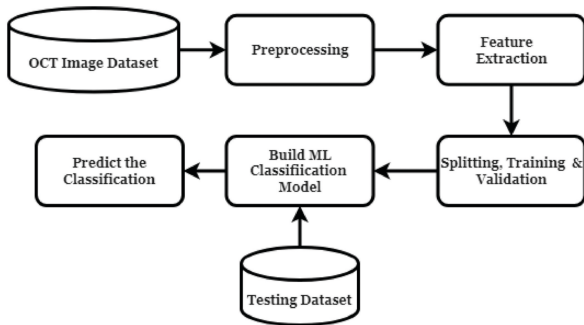 OCT Image Dataset
Preprocessing
Feature
Extraction
Splitting, Training &
Validation
Build ML
Classifiication
Model
Predict the
Classification
Testing Dataset